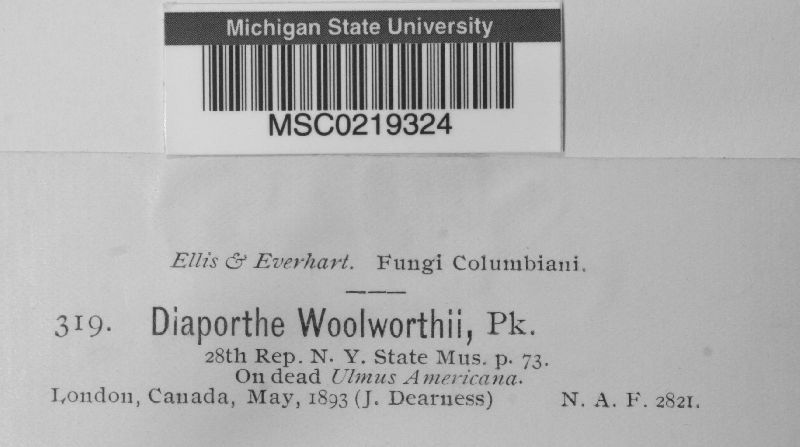 Michigan State University
MSC0219324
Ellis & Everhart. Fungi Columbiani.
319. Diaporthe Woolworthii, Pk.
28th Rep. N. Y. State Mus. p. 73.
On dead Ulmus Americana.
London, Canada, May, 1893 (J. Dearness) N. A. F. 2821.